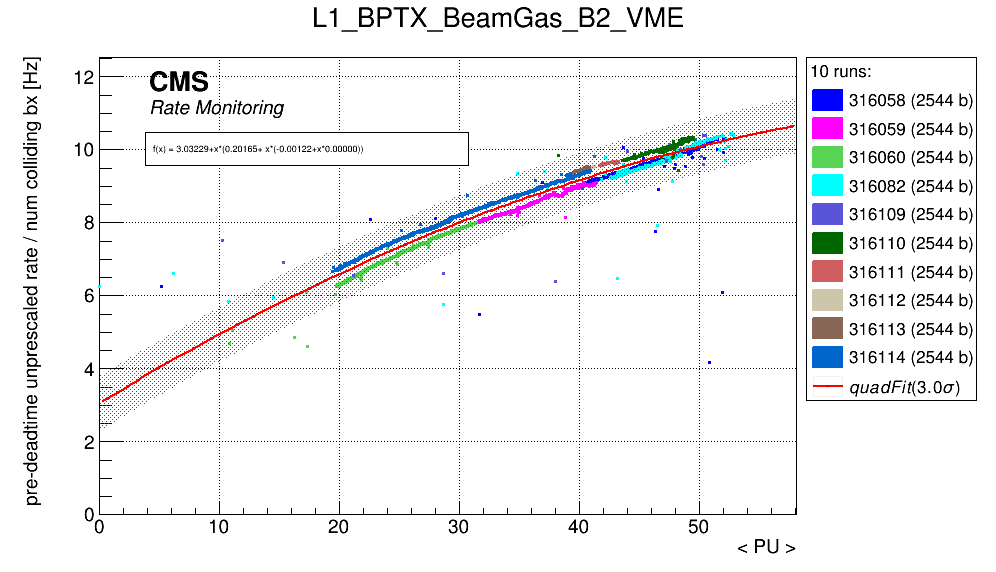 L1_BPTX_BeamGas_B2_VME
pre-deadtime unprescaled rate / num colliding bx [Hz]
CMS
Rate Monitoring
f(x) = 3.03229+x*(0.20165+ x*(-0.00122+x*0.00000))
12
10
8
6
4
2
0
0 10 20 30 40 50
< PU >
10 runs:
316058 (2544 b)
316059 (2544 b)
316060 (2544 b)
316082 (2544 b)
316109 (2544 b)
316110 (2544 b)
316111 (2544 b)
316112 (2544 b)
316113 (2544 b)
316114 (2544 b)
quadFit(3.0σ)